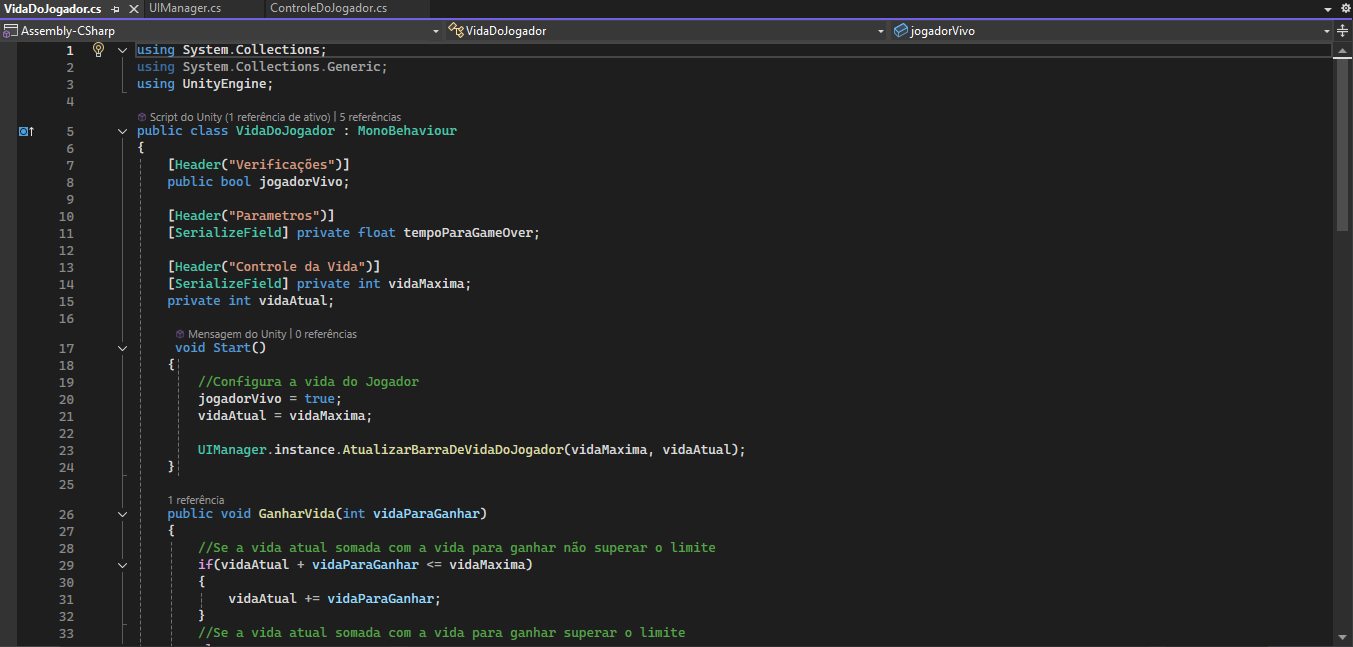 VidaDoJogador.cs UIManager.cs ControleDoJogador.cs
Assembly-CSharp VidaDoJogador jogadorVivo
1 using System.Collections;
2 using System.Collections.Generic;
3 using UnityEngine;
4
Script do Unity (1 referência de ativo) | 5 referências
5 public class VidaDoJogador : MonoBehaviour
6 {
7 [Header("Verificações")]
8 public bool jogadorVivo;
9
10 [Header("Parametros")]
11 [SerializeField] private float tempoParaGameOver;
12
13 [Header("Controle da Vida")]
14 [SerializeField] private int vidaMaxima;
15 private int vidaAtual;
16
Mensagem do Unity | 0 referências
17 void Start()
18 {
19 //Configura a vida do Jogador
20 jogadorVivo = true;
21 vidaAtual = vidaMaxima;
22
23 UIManager.instance.AtualizarBarraDeVidaDoJogador(vidaMaxima, vidaAtual);
24 }
25
1 referência
26 public void GanharVida(int vidaParaGanhar)
27 {
28 //Se a vida atual somada com a vida para ganhar não superar o limite
29 if(vidaAtual + vidaParaGanhar <= vidaMaxima)
30 {
31 vidaAtual += vidaParaGanhar;
32 }
33 //Se a vida atual somada com a vida para ganhar superar o limite